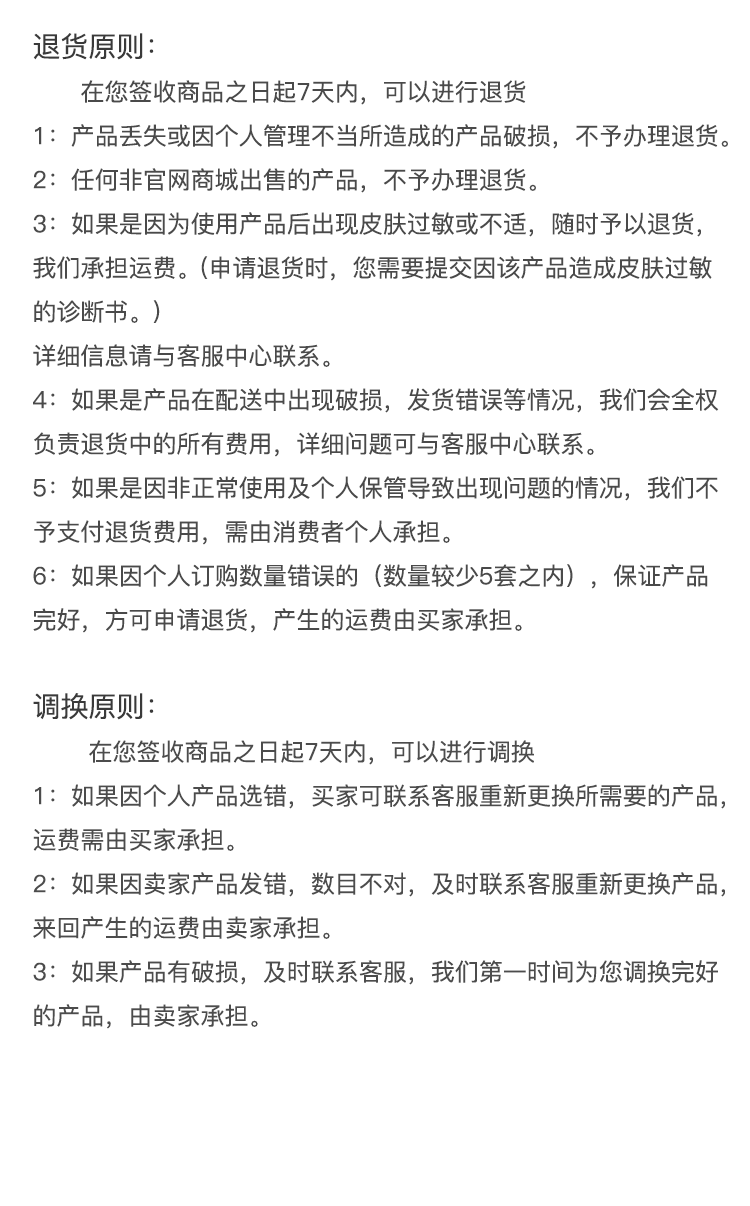 退货原则：
在您签收商品之日起7天内，可以进行退货
1：产品丢失或因个人管理不当所造成的产品破损，不予办理退货。
2：任何非官网商城出售的产品，不予办理退货。
3：如果是因为使用产品后出现皮肤过敏或不适，随时予以退货，
我们承担运费。（申请退货时，您需要提交因该产品造成皮肤过敏
的诊断书。）
详细信息请与客服中心联系。
4：如果是产品在配送中出现破损，发货错误等情况，我们会全权
负责退货中的所有费用，详细问题可与客服中心联系。
5：如果是因非正常使用及个人保管导致出现问题的情况，我们不
予支付退货费用，需由消费者个人承担。
6：如果因个人订购数量错误的（数量较少5套之内），保证产品
完好，方可申请退货，产生的运费由买家承担。
调换原则：
在您签收商品之日起7天内，可以进行调换
1：如果因个人产品选错，买家可联系客服重新更换所需要的产品，
运费需由买家承担。
2：如果因卖家产品发错，数目不对，及时联系客服重新更换产品，
来回产生的运费由卖家承担。
3：如果产品有破损，及时联系客服，我们第一时间为您调换完好
的产品，由卖家承担。